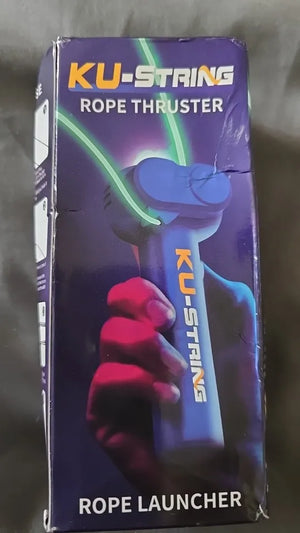 KU-STRING
ROPE THRUSTER
KU-STRING
ROPE LAUNCHER